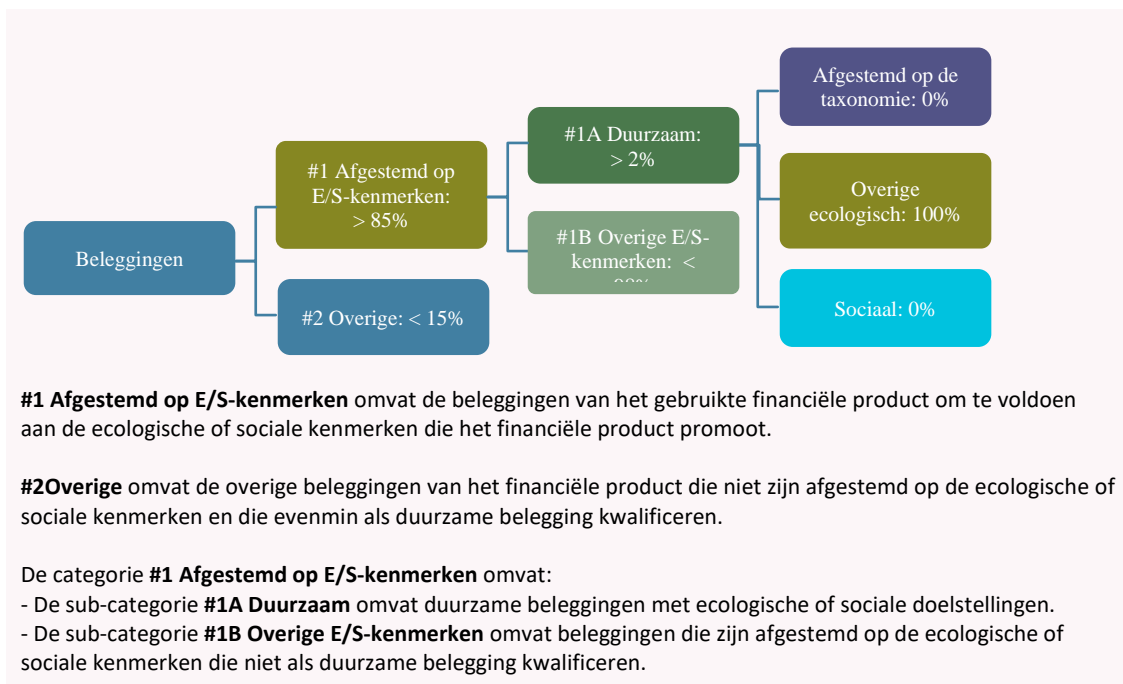 Beleggingen
#1 Afgestemd op
E/S-kenmerken:
> 85%
#2 Overige: < 15%
#1A Duurzaam:
> 2%
#1B Overige E/S-
kenmerken: <
Afgestemd op de
taxonomie: 0%
Overige
ecologisch: 100%
Sociaal: 0%
#1 Afgestemd op E/S-kenmerken omvat de beleggingen van het gebruikte financiële product om te voldoen
aan de ecologische of sociale kenmerken die het financiële product promoot.
#2Overige omvat de overige beleggingen van het financiële product die niet zijn afgestemd op de ecologische of
sociale kenmerken en die evenmin als duurzame belegging kwalificeren.
De categorie #1 Afgestemd op E/S-kenmerken omvat:
- De sub-categorie #1A Duurzaam omvat duurzame beleggingen met ecologische of sociale doelstellingen.
- De sub-categorie #1B Overige E/S-kenmerken omvat beleggingen die zijn afgestemd op de ecologische of
sociale kenmerken die niet als duurzame belegging kwalificeren.